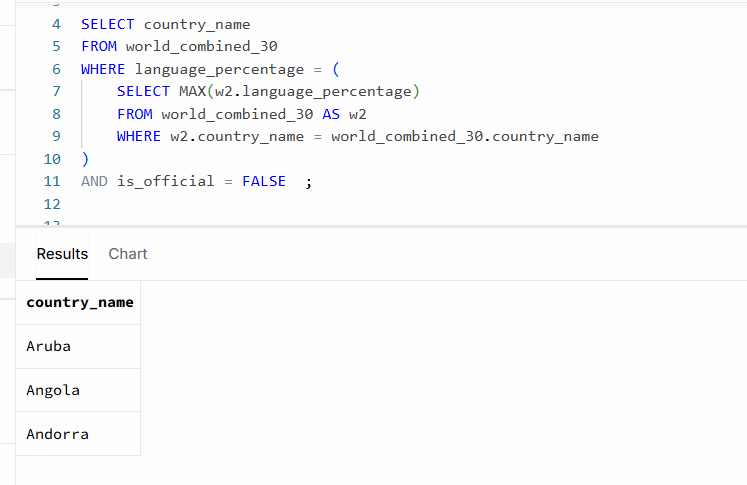 4 SELECT country_name
5 FROM world_combined_30
6 WHERE language_percentage = (
7 SELECT MAX(w2.language_percentage)
8 FROM world_combined_30 AS w2
9 WHERE w2.country_name = world_combined_30.country_name
10 )
11 AND is_official = FALSE  ;
12
Results Chart
country_name
Aruba
Angola
Andorra